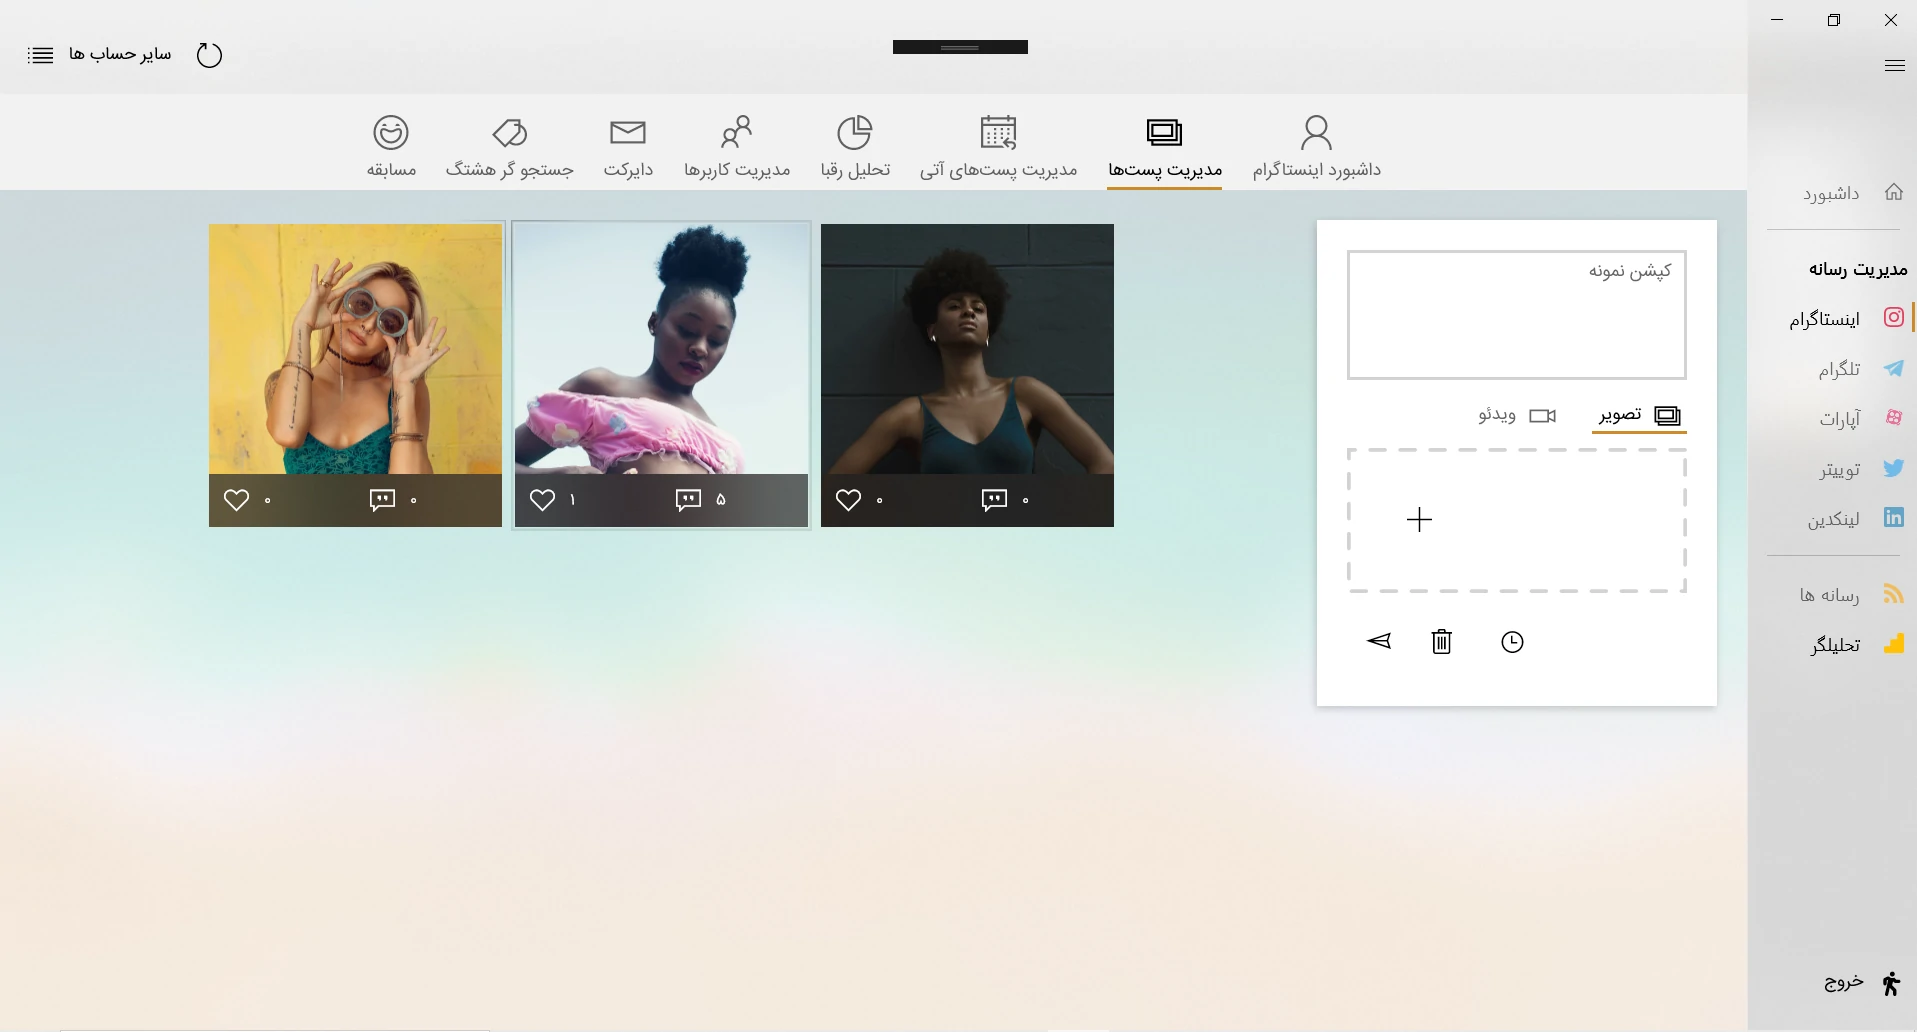 سایر حساب ها
داشبورد اینستاگرام
مدیریت پست‌ها
مدیریت پست‌های آتی
تحلیل رقبا
مدیریت کاربرها
دایرکت
جستجو گر هشتگ
مسابقه
داشبورد
مدیریت رسانه
اینستاگرام
تلگرام
آپارات
توییتر
لینکدین
رسانه ها
تحلیلگر
خروج
کپشن نمونه
تصویر
ویدئو
۰ ۰
۵ ۱
۰ ۰